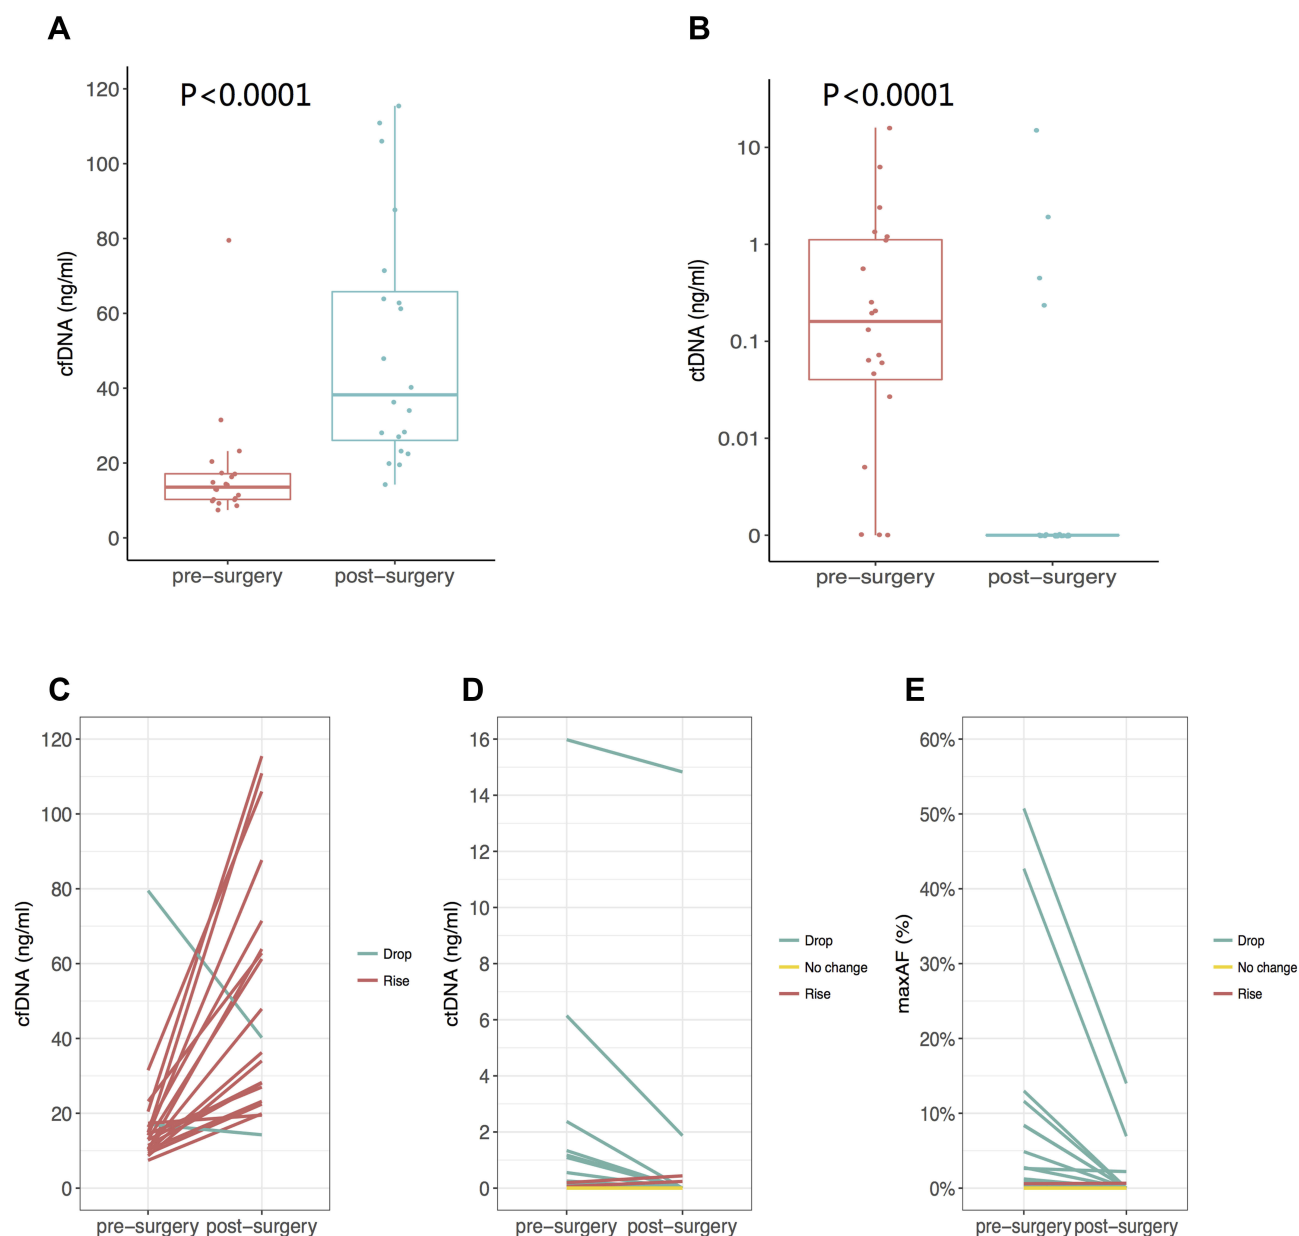 A
B
P<0.0001
P<0.0001
cfDNA (ng/ml)
120
100
80
60
40
20
0
pre–surgery
post–surgery
ctDNA (ng/ml)
10
1
0.1
0.01
0
pre–surgery
post–surgery
C
D
E
cfDNA (ng/ml)
120
100
80
60
40
20
0
pre–surgery
post–surgery
Drop
Rise
ctDNA (ng/ml)
16
14
12
10
8
6
4
2
0
pre–surgery
post–surgery
Drop
No change
Rise
maxAF (%)
60%
50%
40%
30%
20%
10%
0%
pre–surgery
post–surgery
Drop
No change
Rise